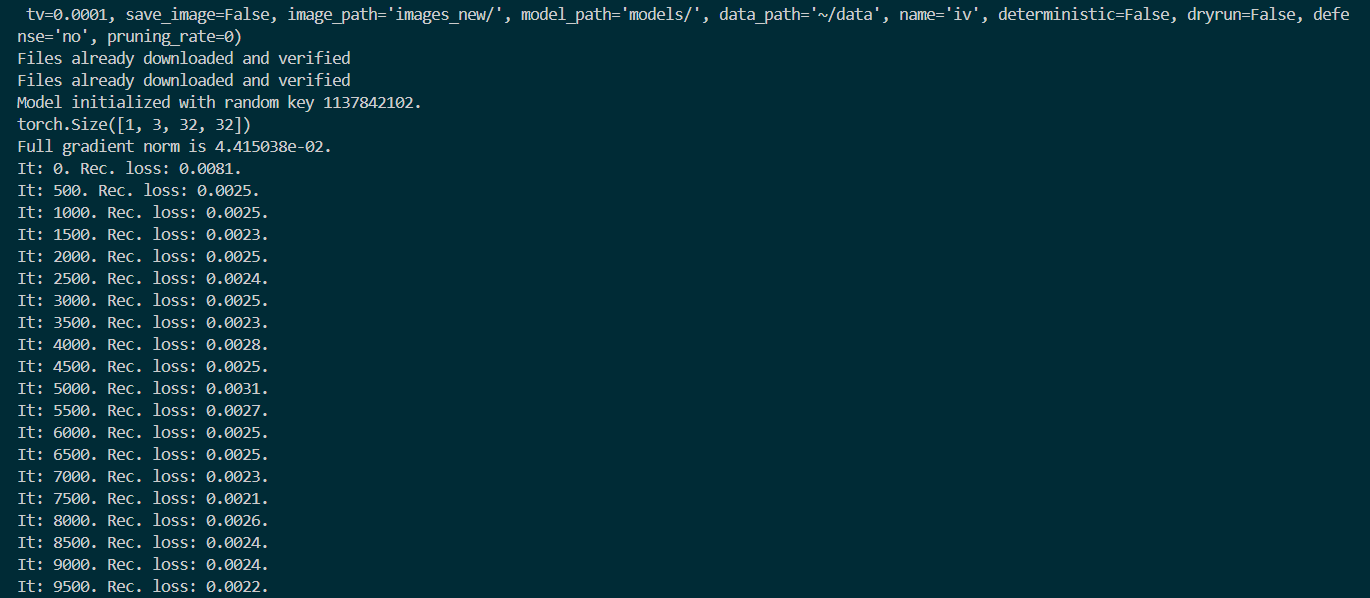 tv=0.0001, save_image=False, image_path='images_new/', model_path='models/', data_path='~/data', name='iv', deterministic=False, dryrun=False, defe
nse='no', pruning_rate=0)
Files already downloaded and verified
Files already downloaded and verified
Model initialized with random key 1137842102.
torch.Size([1, 3, 32, 32])
Full gradient norm is 4.415038e-02.
It: 0. Rec. loss: 0.0081.
It: 500. Rec. loss: 0.0025.
It: 1000. Rec. loss: 0.0025.
It: 1500. Rec. loss: 0.0023.
It: 2000. Rec. loss: 0.0025.
It: 2500. Rec. loss: 0.0024.
It: 3000. Rec. loss: 0.0025.
It: 3500. Rec. loss: 0.0023.
It: 4000. Rec. loss: 0.0028.
It: 4500. Rec. loss: 0.0025.
It: 5000. Rec. loss: 0.0031.
It: 5500. Rec. loss: 0.0027.
It: 6000. Rec. loss: 0.0025.
It: 6500. Rec. loss: 0.0025.
It: 7000. Rec. loss: 0.0023.
It: 7500. Rec. loss: 0.0021.
It: 8000. Rec. loss: 0.0026.
It: 8500. Rec. loss: 0.0024.
It: 9000. Rec. loss: 0.0024.
It: 9500. Rec. loss: 0.0022.